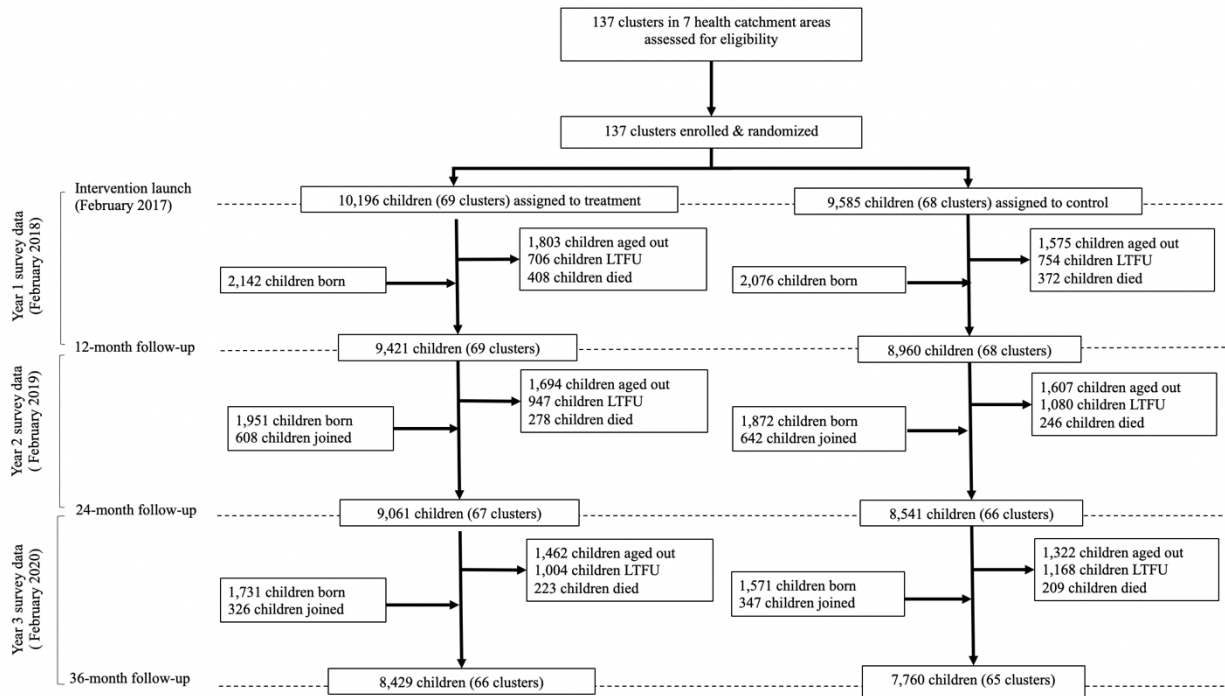 137 clusters in 7 health catchment areas
assessed for eligibility
137 clusters enrolled & randomized
Intervention launch
(February 2017)
10,196 children (69 clusters) assigned to treatment
9,585 children (68 clusters) assigned to control
Year 1 survey data
(February 2018)
1,803 children aged out
706 children LTFU
408 children died
2,142 children born
1,575 children aged out
754 children LTFU
372 children died
2,076 children born
12-month follow-up
9,421 children (69 clusters)
8,960 children (68 clusters)
Year 2 survey data
( February 2019)
1,694 children aged out
947 children LTFU
278 children died
1,951 children born
608 children joined
1,607 children aged out
1,080 children LTFU
246 children died
1,872 children born
642 children joined
24-month follow-up
9,061 children (67 clusters)
8,541 children (66 clusters)
Year 3 survey data
( February 2020)
1,462 children aged out
1,004 children LTFU
223 children died
1,731 children born
326 children joined
1,322 children aged out
1,168 children LTFU
209 children died
1,571 children born
347 children joined
36-month follow-up
8,429 children (66 clusters)
7,760 children (65 clusters)